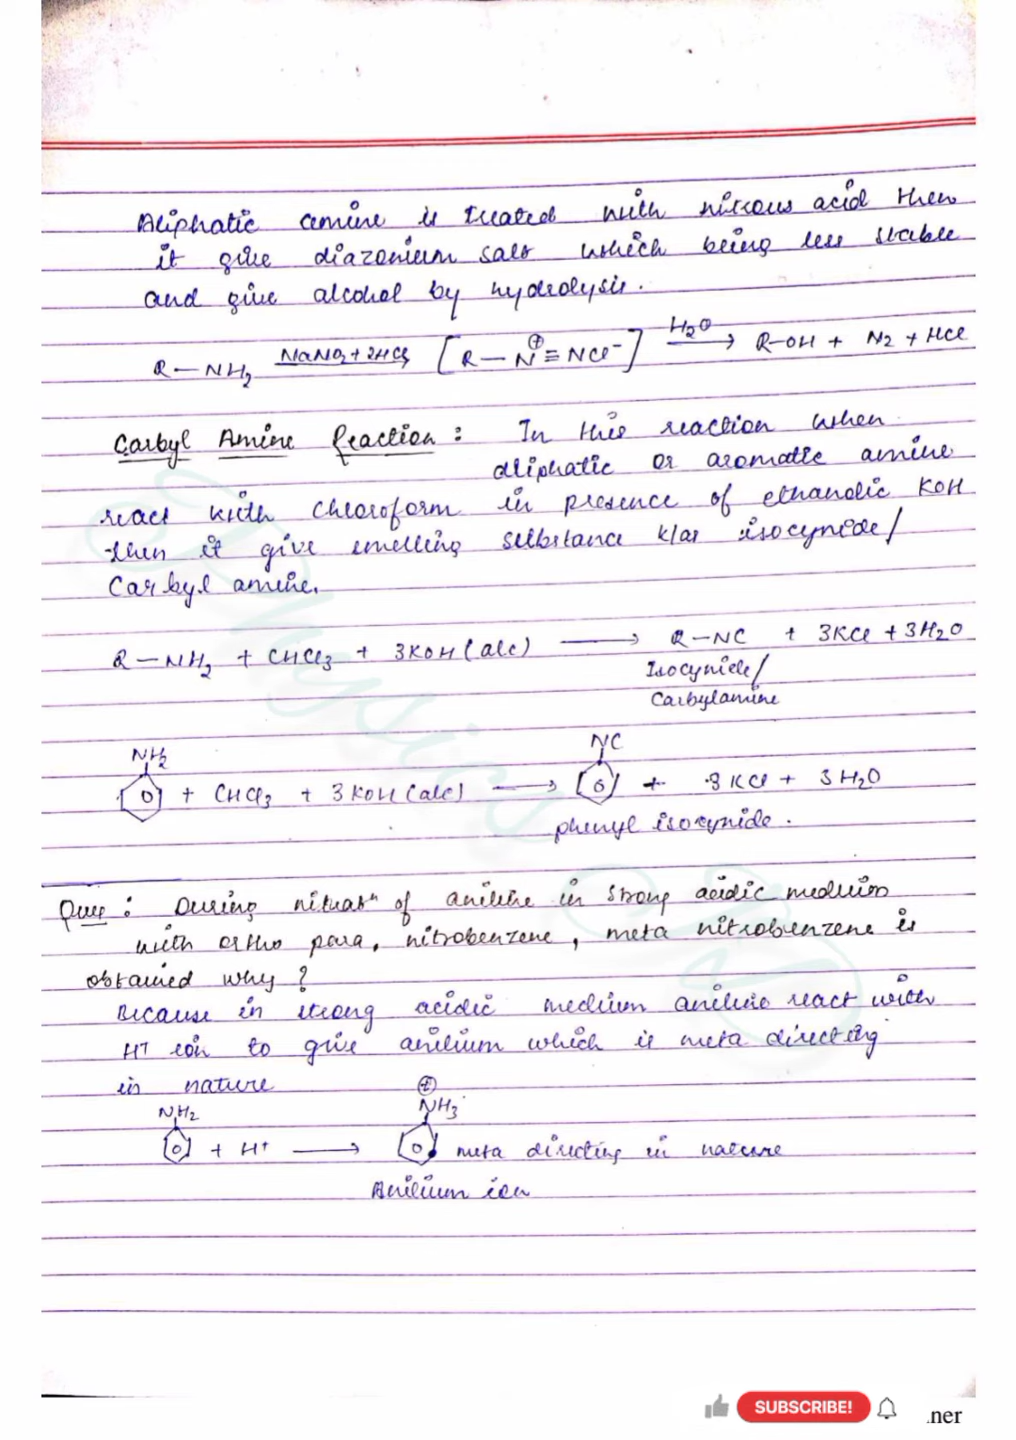 Aliphatic amine is treated with nitrous acid then
it give diazonium salt which being less stable
and give alcohol by hydrolysis.
R—NH₂ NaNO₂+2HCl [R—N⊕≡NCl⁻] H₂O→ R-OH + N₂ + HCl
Carbyl Amine Reaction : In this reaction when
aliphatic or aromatic amine
react with chloroform in presence of ethanolic KOH
then it give smelling substance k/as isocynide/
Carbyl amine.
R—NH₂ + CHCl₃ + 3KOH(alc) ⟶ R-NC + 3KCl + 3H₂O
Isocynide/
Carbylamine
NH₂ NC
+ CHCl₃ + 3KOH(alc) ⟶ + 3KCl + 3H₂O
phenyl isocynide.
Ques : During nitratⁿ of aniline in strong acidic medium
with ortho para, nitrobenzene, meta nitrobenzene is
obtained why?
Because in strong acidic medium aniline react with
H⁺ ion to give anilium which is meta directing
in nature
NH₂ ⊕NH₃
+ H⁺ ⟶ meta directing in nature
Anilium ion
Physics
SUBSCRIBE!
.ner